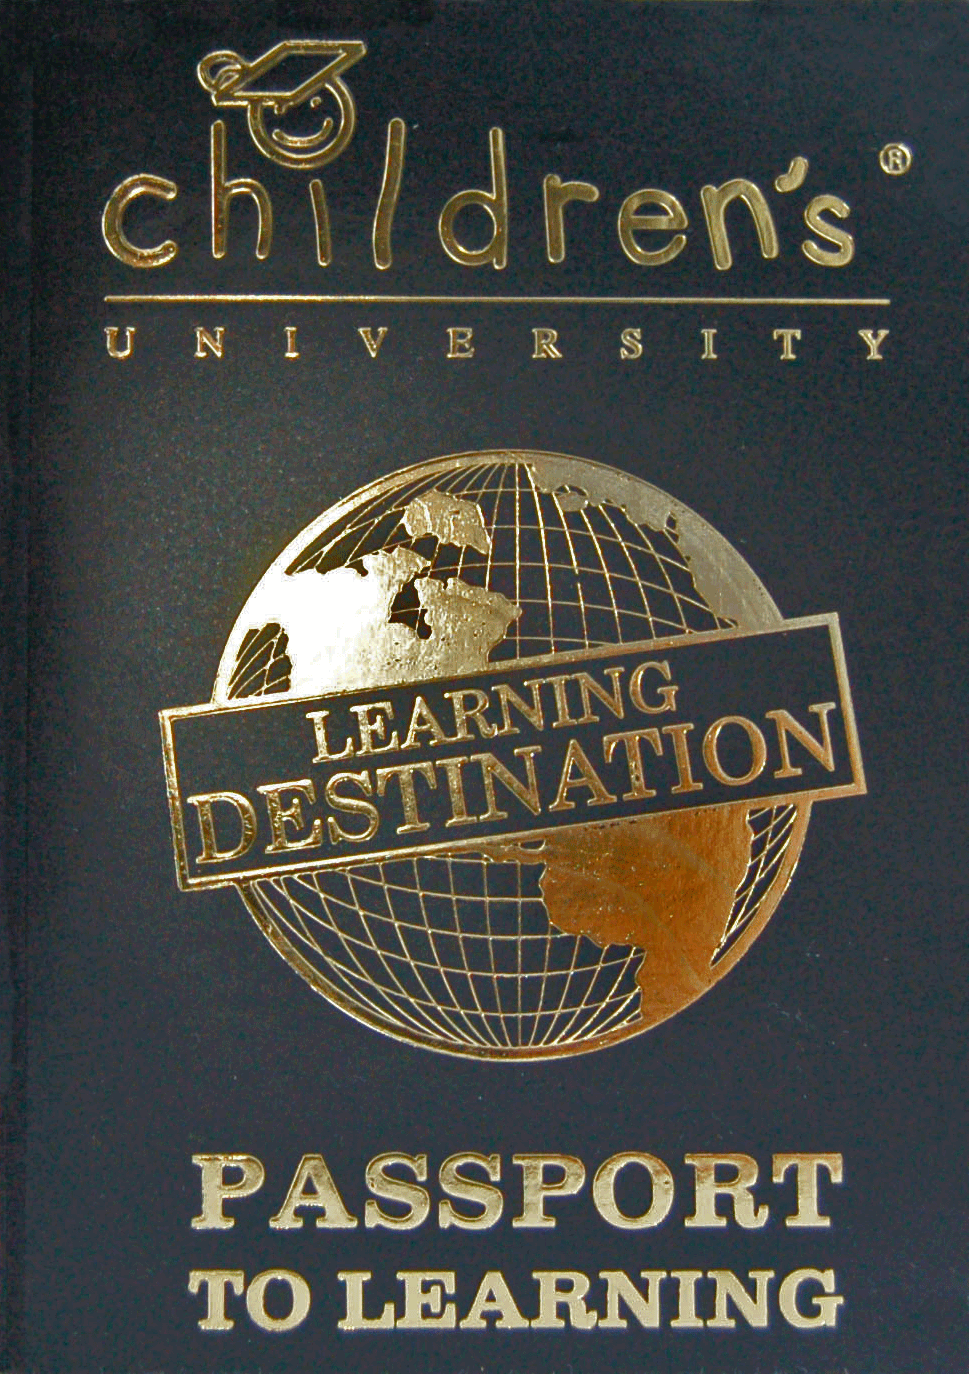 children's ®
UNIVERSITY
LEARNING
DESTINATION
PASSPORT
TO LEARNING